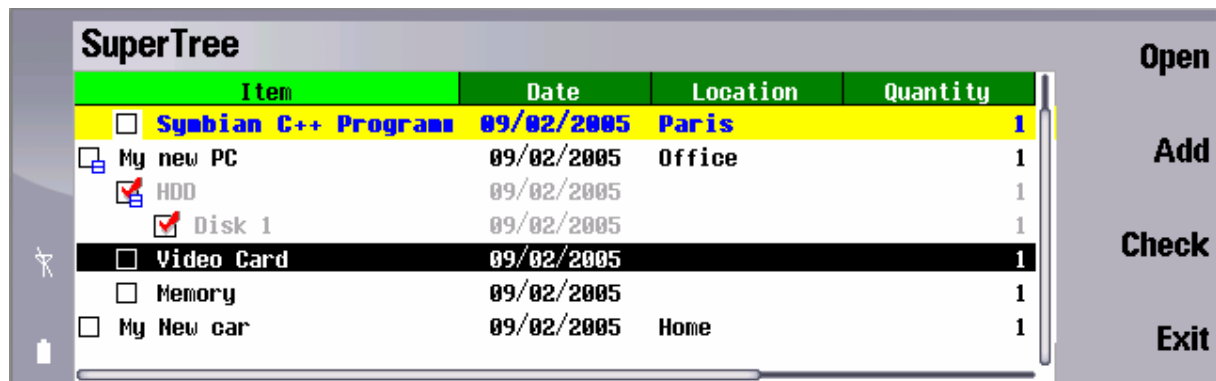 SuperTree
Open
Item Date Location Quantity
Symbian C++ Programm 09/02/2005 Paris 1
My new PC 09/02/2005 Office 1
Add
HDD 09/02/2005 1
Disk 1 09/02/2005 1
Check
Video Card 09/02/2005 1
Memory 09/02/2005 1
My New car 09/02/2005 Home 1
Exit